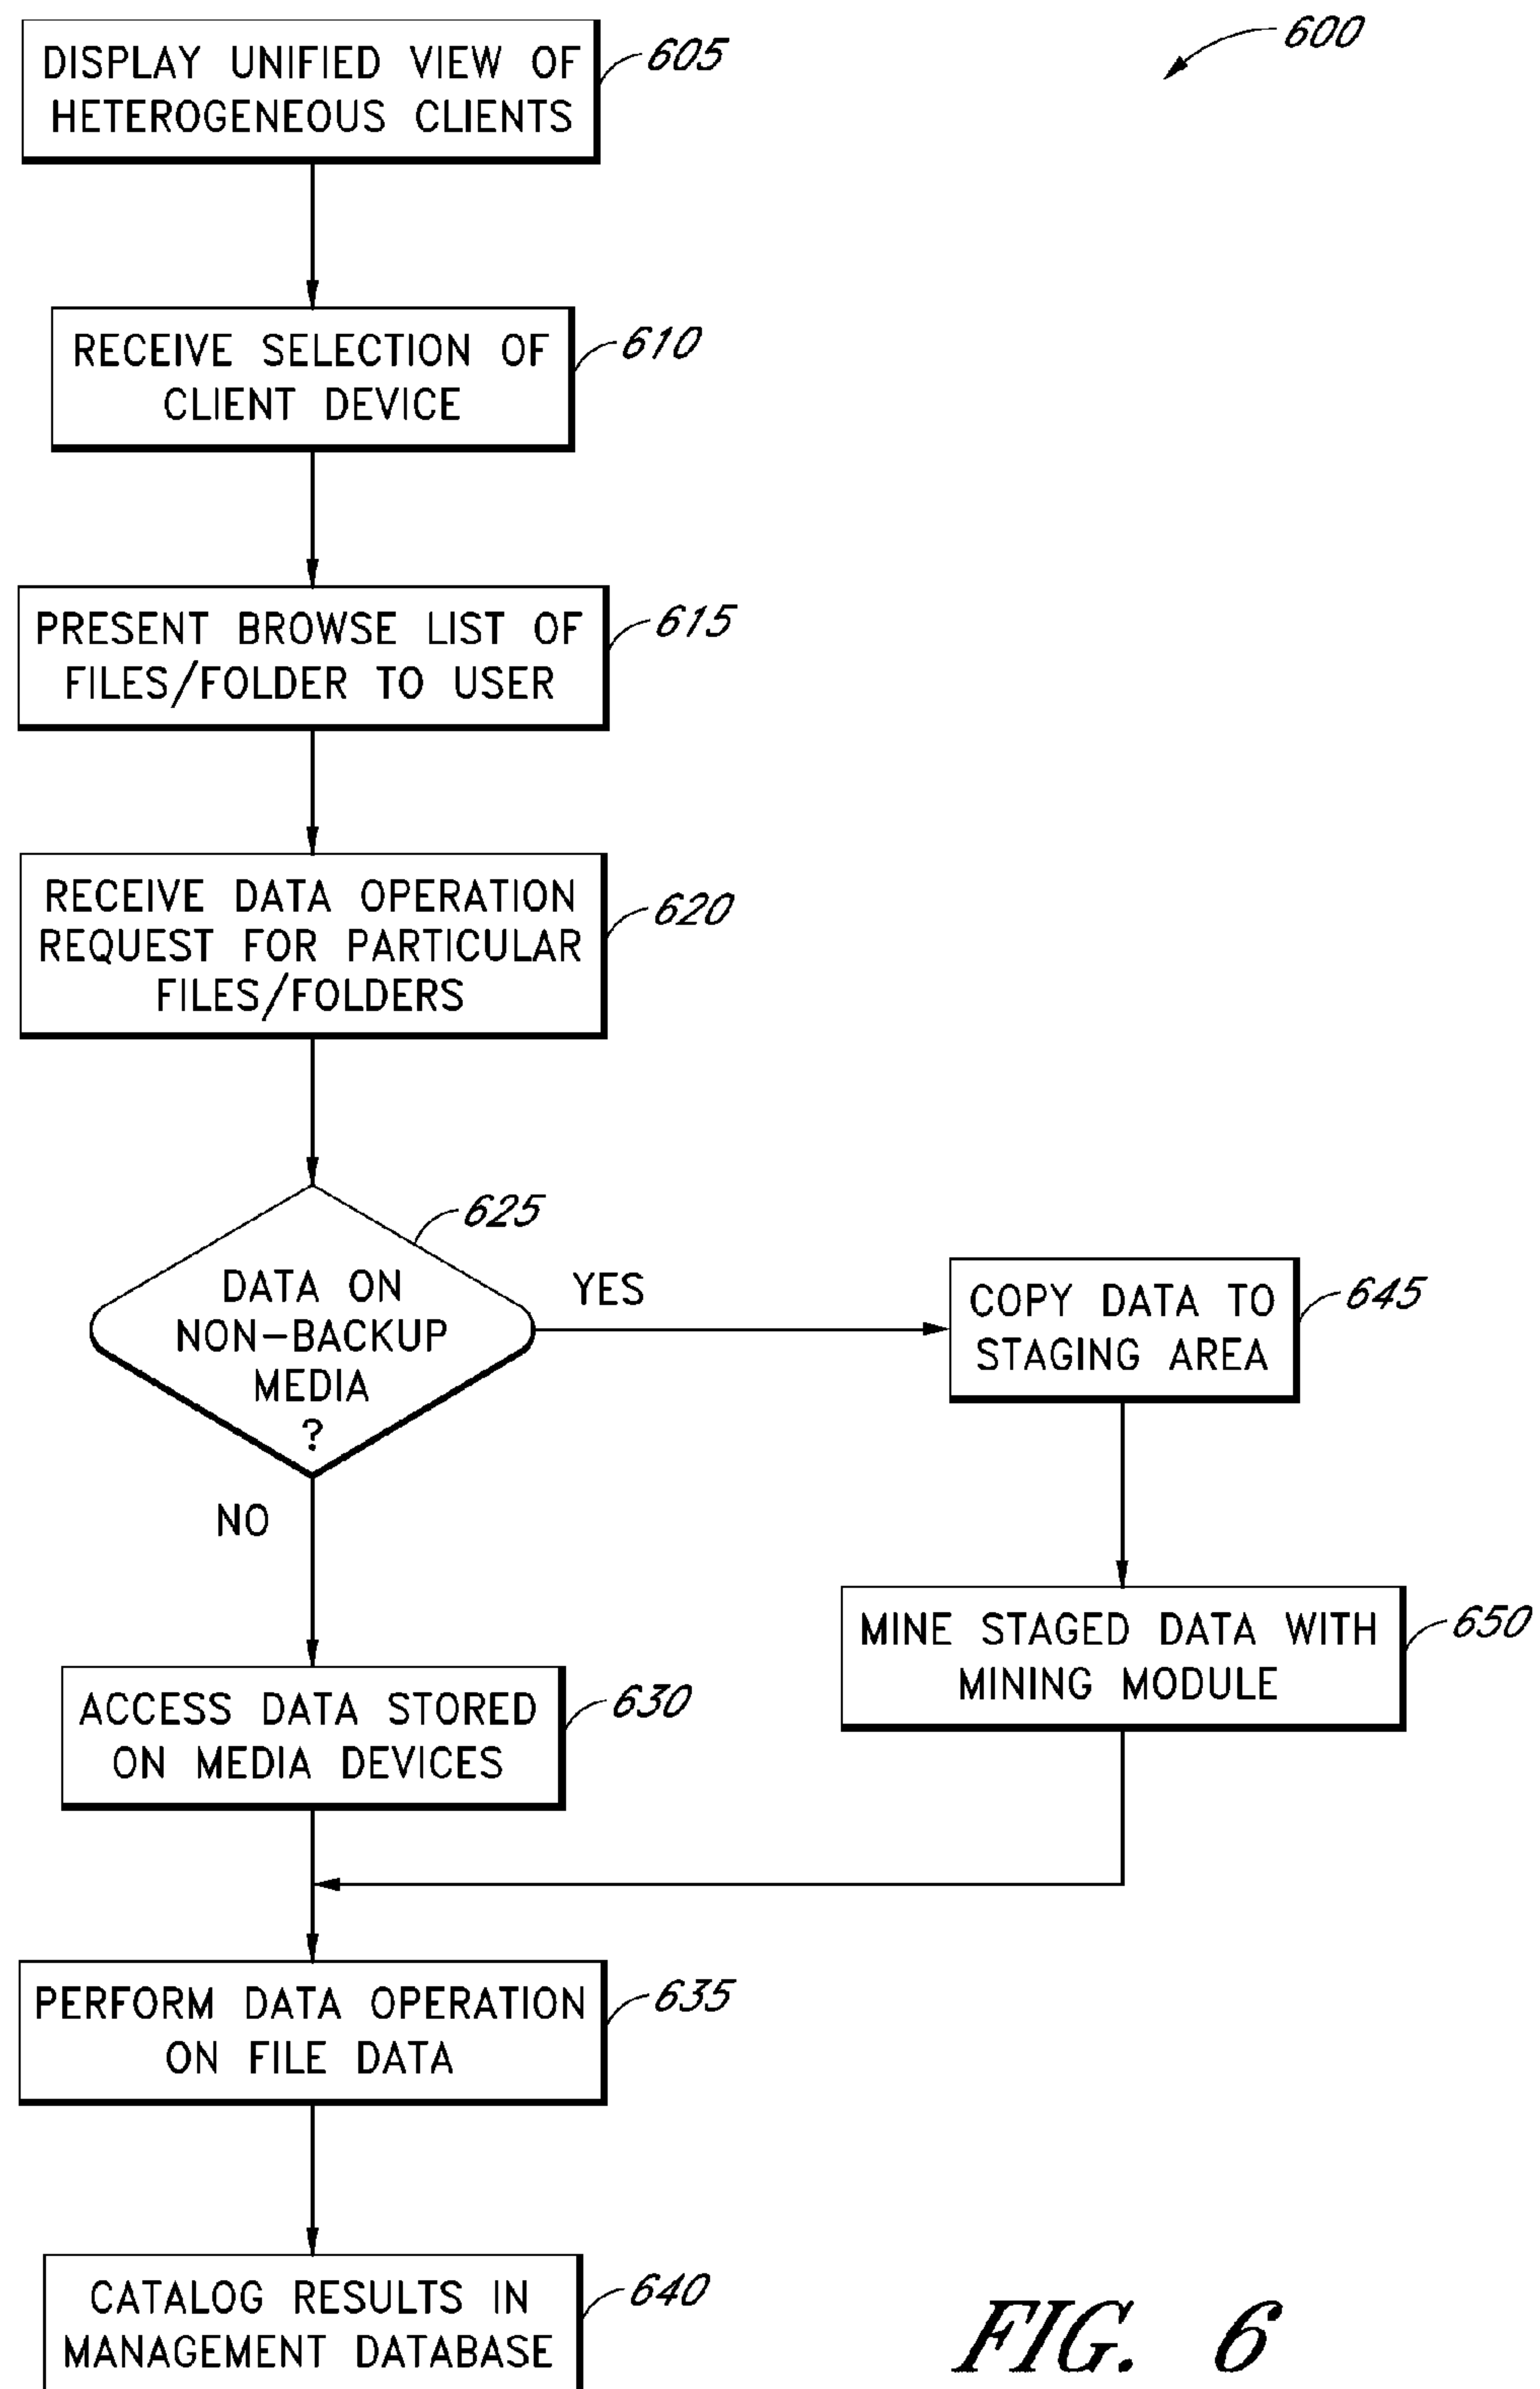 600
DISPLAY UNIFIED VIEW OF
HETEROGENEOUS CLIENTS
605
RECEIVE SELECTION OF
CLIENT DEVICE
610
PRESENT BROWSE LIST OF
FILES/FOLDER TO USER
615
RECEIVE DATA OPERATION
REQUEST FOR PARTICULAR
FILES/FOLDERS
620
625
DATA ON
NON-BACKUP
MEDIA
?
YES
NO
COPY DATA TO
STAGING AREA
645
MINE STAGED DATA WITH
MINING MODULE
650
ACCESS DATA STORED
ON MEDIA DEVICES
630
PERFORM DATA OPERATION
ON FILE DATA
635
CATALOG RESULTS IN
MANAGEMENT DATABASE
640
FIG. 6